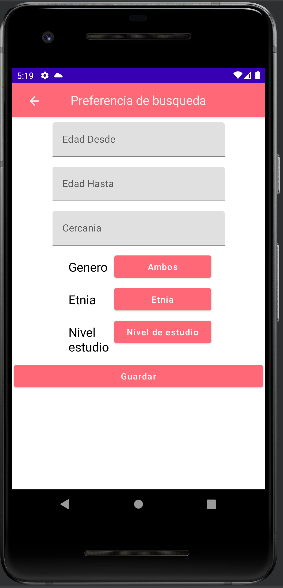 5:19
Preferencia de busqueda
Edad Desde
Edad Hasta
Cercania
Genero
Ambos
Etnia
Etnia
Nivel
estudio
Nivel de estudio
Guardar